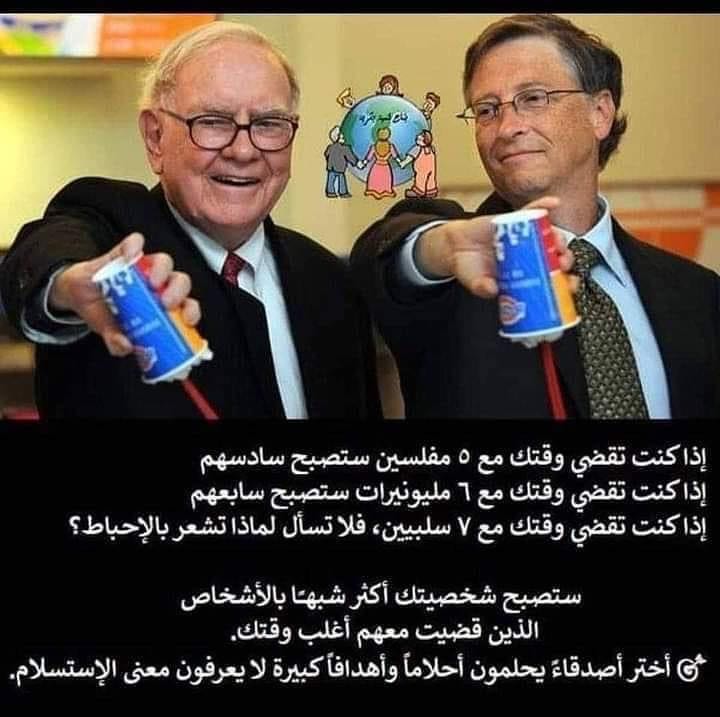 إذا كنت تقضي وقتك مع ٥ مفلسين ستصبح سادسهم
إذا كنت تقضي وقتك مع ٦ مليونيرات ستصبح سابعهم
إذا كنت تقضي وقتك مع ٧ سلبيين، فلا تسأل لماذا تشعر بالإحباط؟
ستصبح شخصيتك أكثر شبهًا بالأشخاص
الذين قضيت معهم أغلب وقتك.
أختر أصدقاءً يحلمون أحلاماً وأهدافاً كبيرة لا يعرفون معنى الإستسلام.